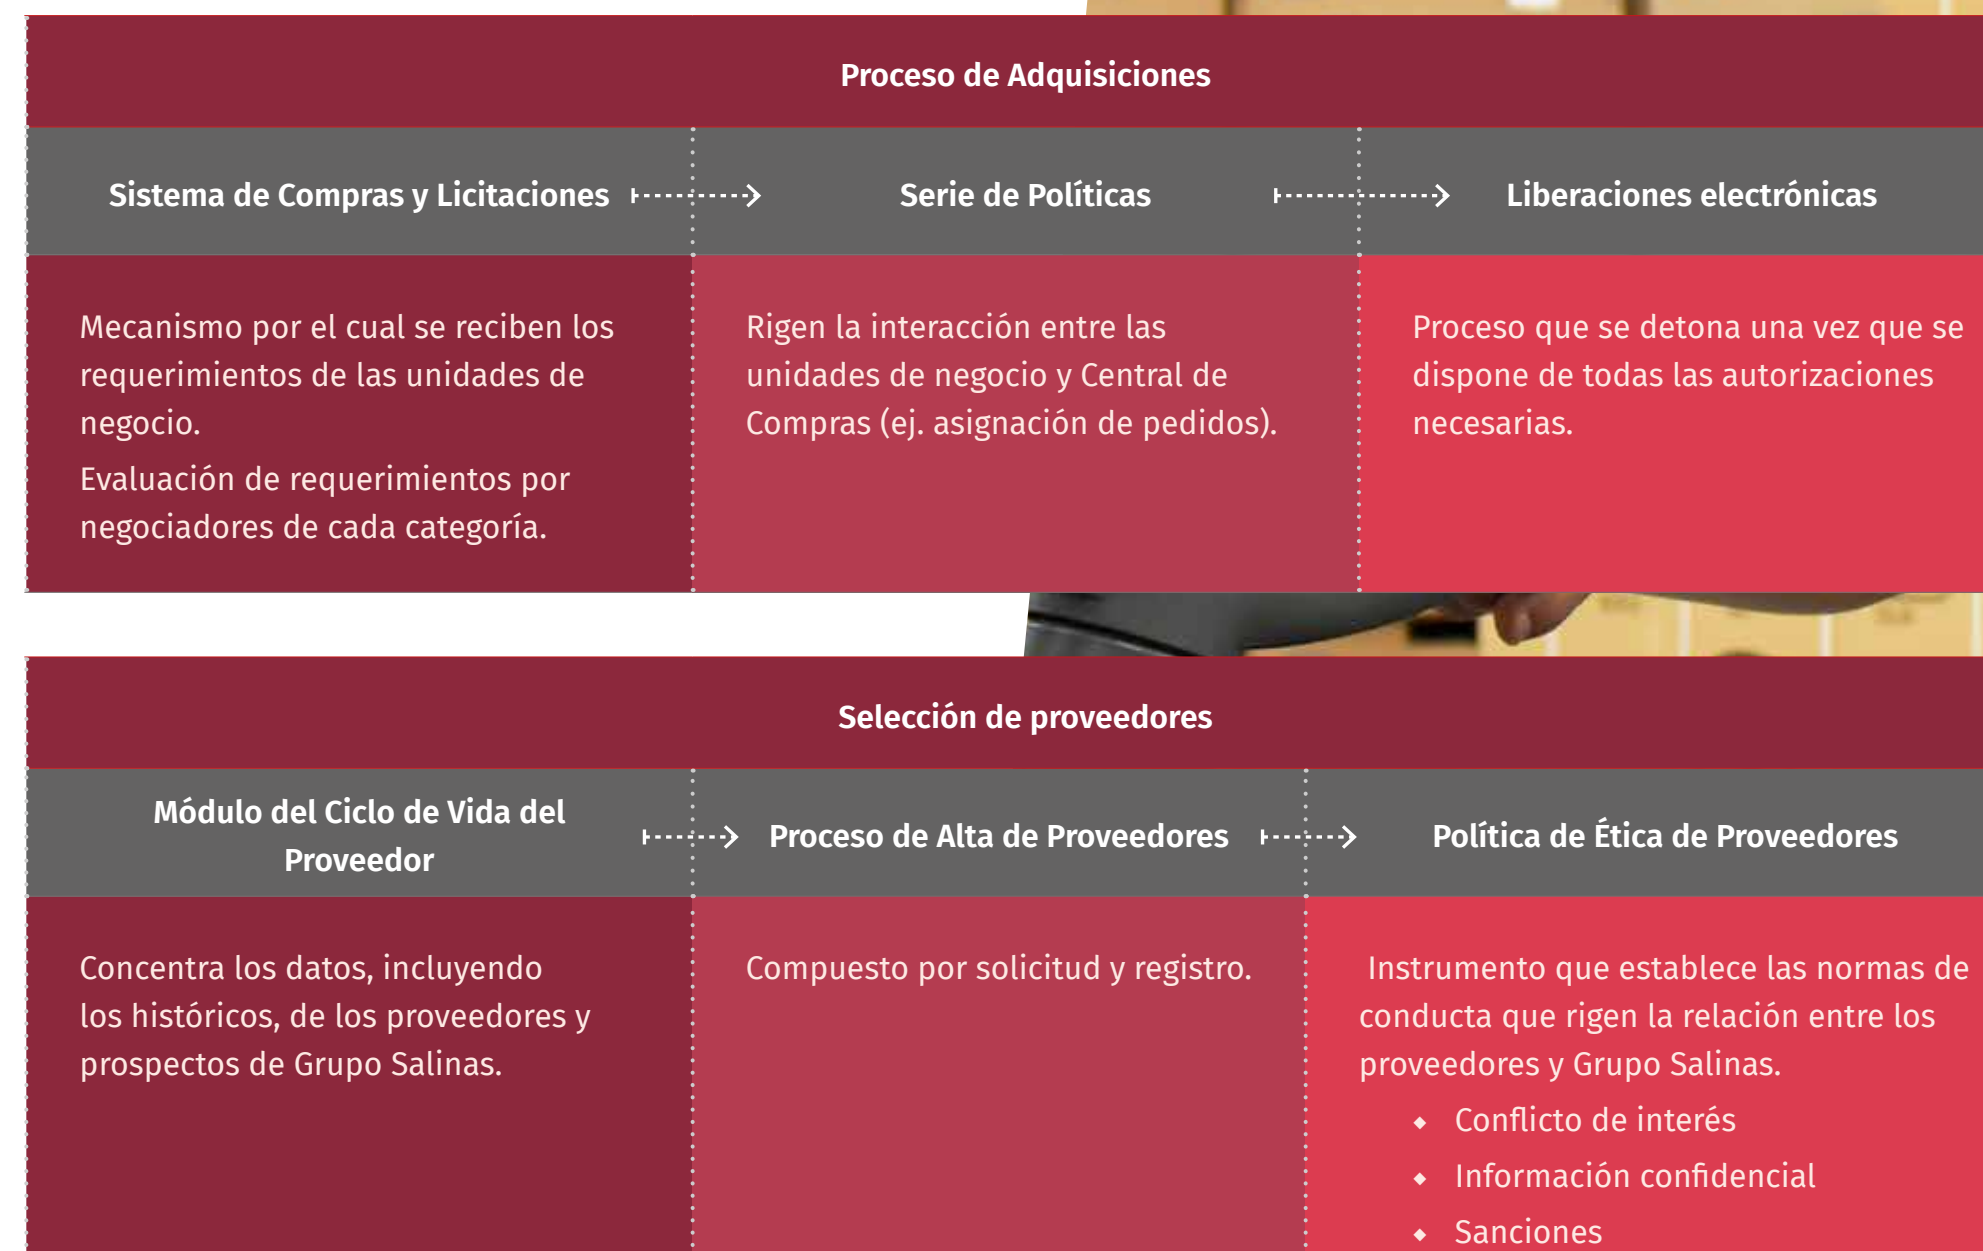 Proceso de Adquisiciones
Sistema de Compras y Licitaciones
Serie de Políticas
Liberaciones electrónicas
Mecanismo por el cual se reciben los
requerimientos de las unidades de
negocio.
Evaluación de requerimientos por
negociadores de cada categoría.
Rigen la interacción entre las
unidades de negocio y Central de
Compras (ej. asignación de pedidos).
Proceso que se detona una vez que se
dispone de todas las autorizaciones
necesarias.
Selección de proveedores
Módulo del Ciclo de Vida del
Proveedor
Proceso de Alta de Proveedores
Política de Ética de Proveedores
Concentra los datos, incluyendo
los históricos, de los proveedores y
prospectos de Grupo Salinas.
Compuesto por solicitud y registro.
Instrumento que establece las normas de
conducta que rigen la relación entre los
proveedores y Grupo Salinas.
Conflicto de interés
Información confidencial
Sanciones